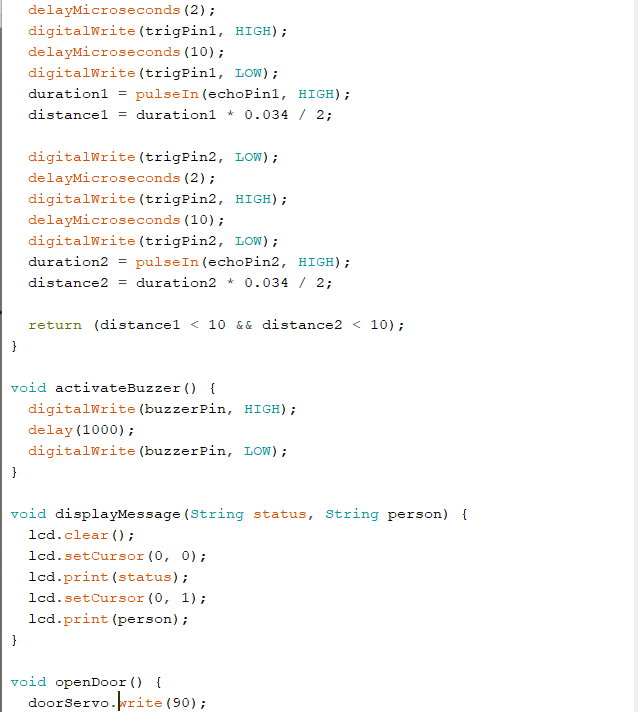 delayMicroseconds(2);
digitalWrite(trigPin1, HIGH);
delayMicroseconds(10);
digitalWrite(trigPin1, LOW);
duration1 = pulseIn(echoPin1, HIGH);
distance1 = duration1 * 0.034 / 2;
digitalWrite(trigPin2, LOW);
delayMicroseconds(2);
digitalWrite(trigPin2, HIGH);
delayMicroseconds(10);
digitalWrite(trigPin2, LOW);
duration2 = pulseIn(echoPin2, HIGH);
distance2 = duration2 * 0.034 / 2;
return (distance1 < 10 && distance2 < 10);
}
void activateBuzzer() {
digitalWrite(buzzerPin, HIGH);
delay(1000);
digitalWrite(buzzerPin, LOW);
}
void displayMessage(String status, String person) {
lcd.clear();
lcd.setCursor(0, 0);
lcd.print(status);
lcd.setCursor(0, 1);
lcd.print(person);
}
void openDoor() {
doorServo.write(90);